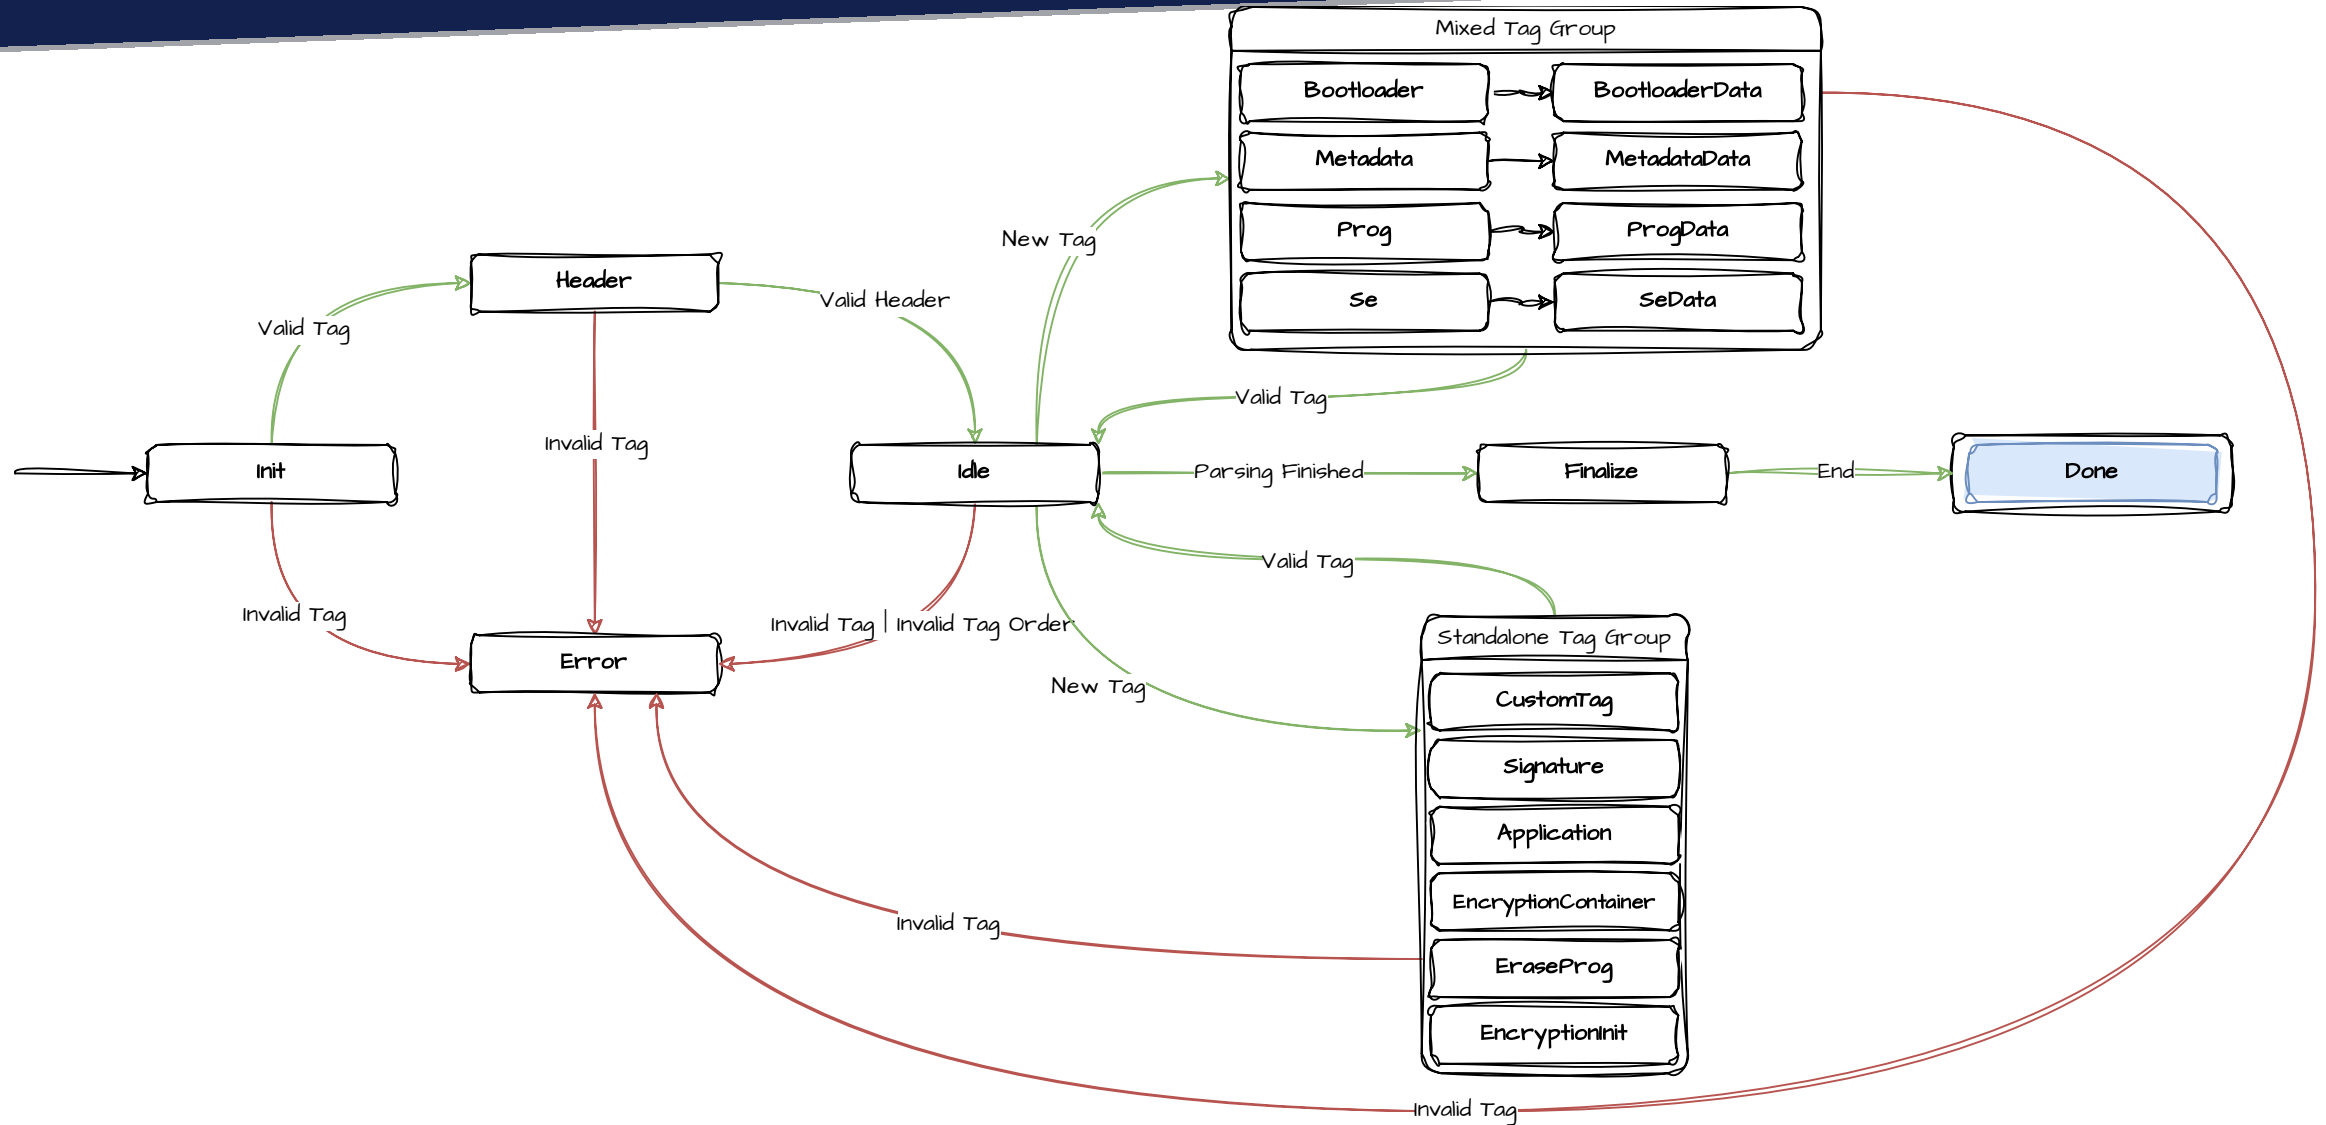 Mixed Tag Group
Bootloader
BootloaderData
Metadata
MetadataData
Prog
ProgData
Se
SeData
New Tag
Header
Valid Header
Valid Tag
Valid Tag
Invalid Tag
Init
Idle
Parsing Finished
Finalize
End
Done
Valid Tag
Invalid Tag
Invalid Tag | Invalid Tag Order
Standalone Tag Group
Error
New Tag
CustomTag
Signature
Application
EncryptionContainer
Invalid Tag
EraseProg
EncryptionInit
Invalid Tag